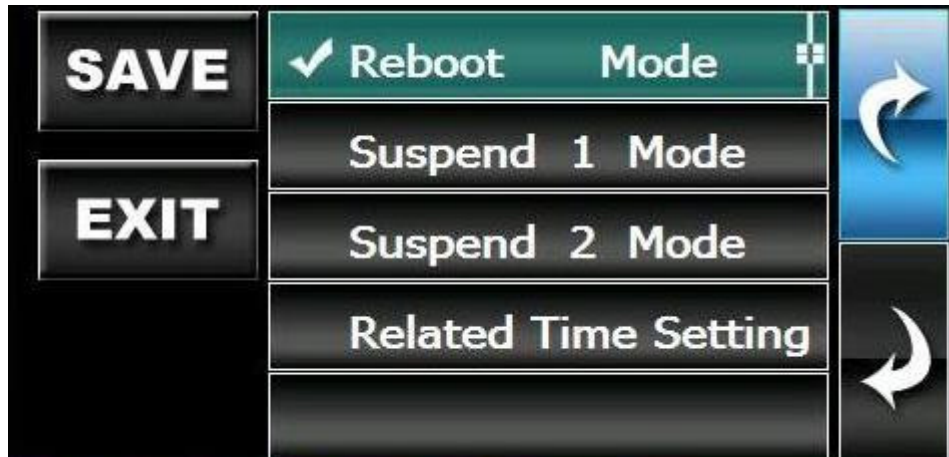 SAVE
EXIT
Reboot Mode
Suspend 1 Mode
Suspend 2 Mode
Related Time Setting